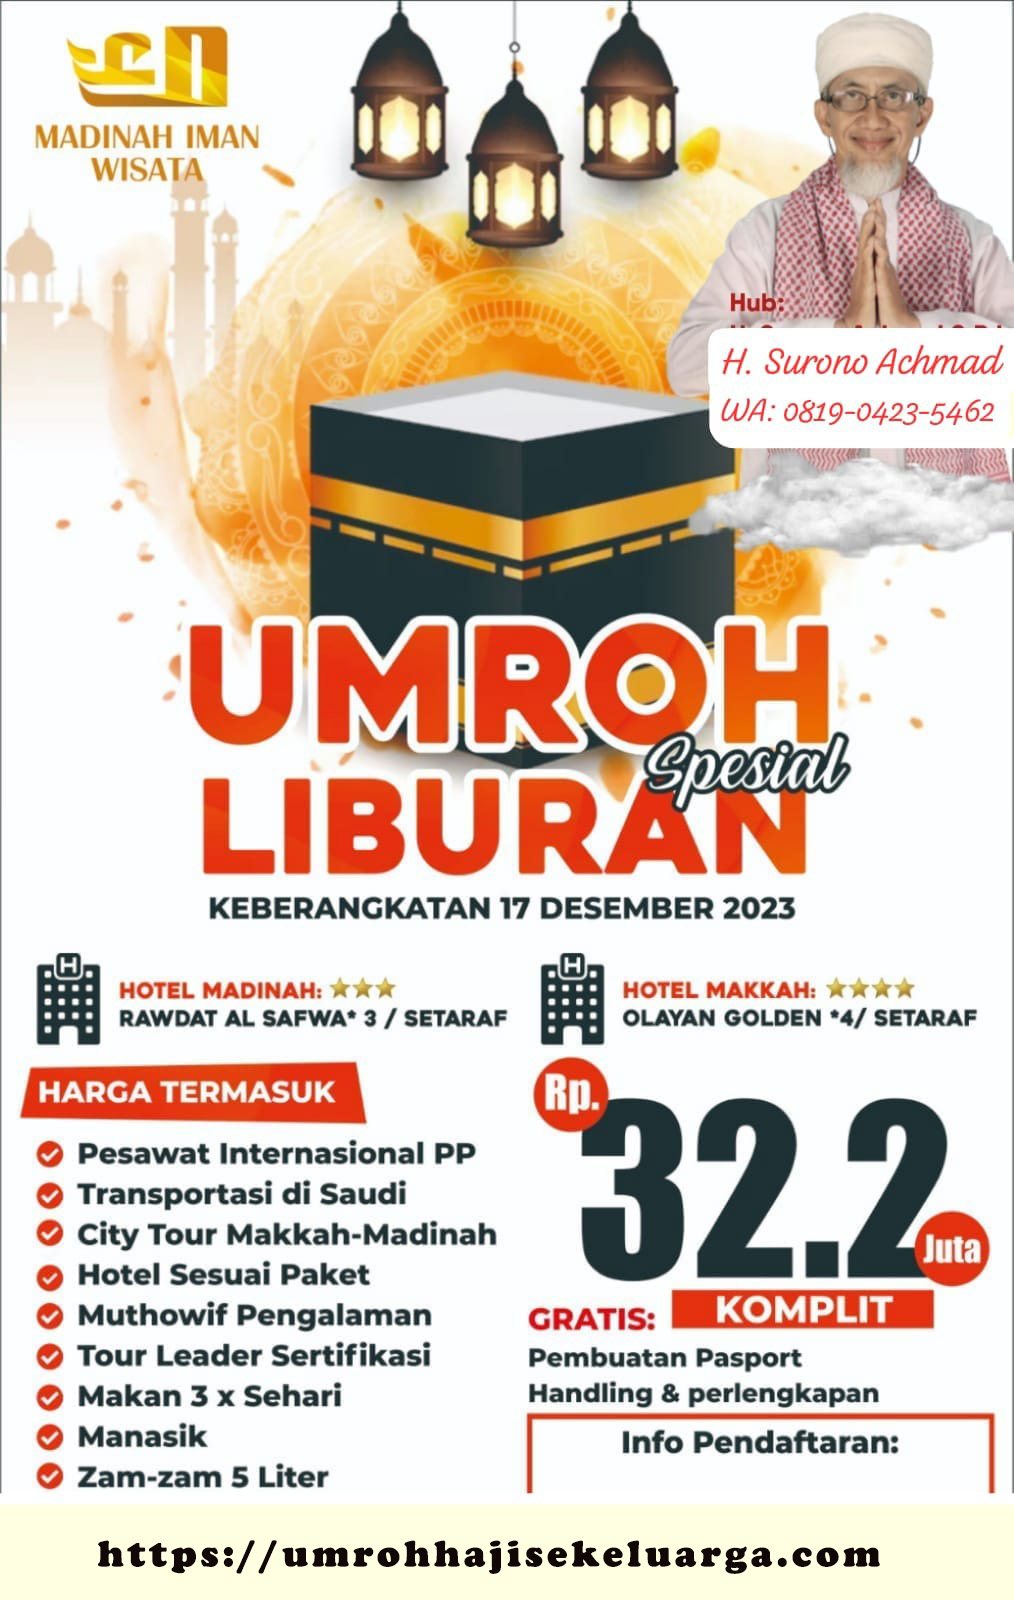 MADINAH IMAN
WISATA
Hub:
H. Surono Achmad
WA: 0819-0423-5462
UMROH
Spesial
LIBURAN
KEBERANGKATAN 17 DESEMBER 2023
H
HOTEL MADINAH:
RAWDAT AL SAFWA* 3 / SETARAF
H
HOTEL MAKKAH:
OLAYAN GOLDEN *4/ SETARAF
HARGA TERMASUK
Pesawat Internasional PP
Transportasi di Saudi
City Tour Makkah-Madinah
Hotel Sesuai Paket
Muthowif Pengalaman
Tour Leader Sertifikasi
Makan 3 x Sehari
Manasik
Zam-zam 5 Liter
Rp. 32.2 Juta
KOMPLIT
GRATIS:
Pembuatan Pasport
Handling & perlengkapan
Info Pendaftaran:
https://umrohhajisekeluarga.com